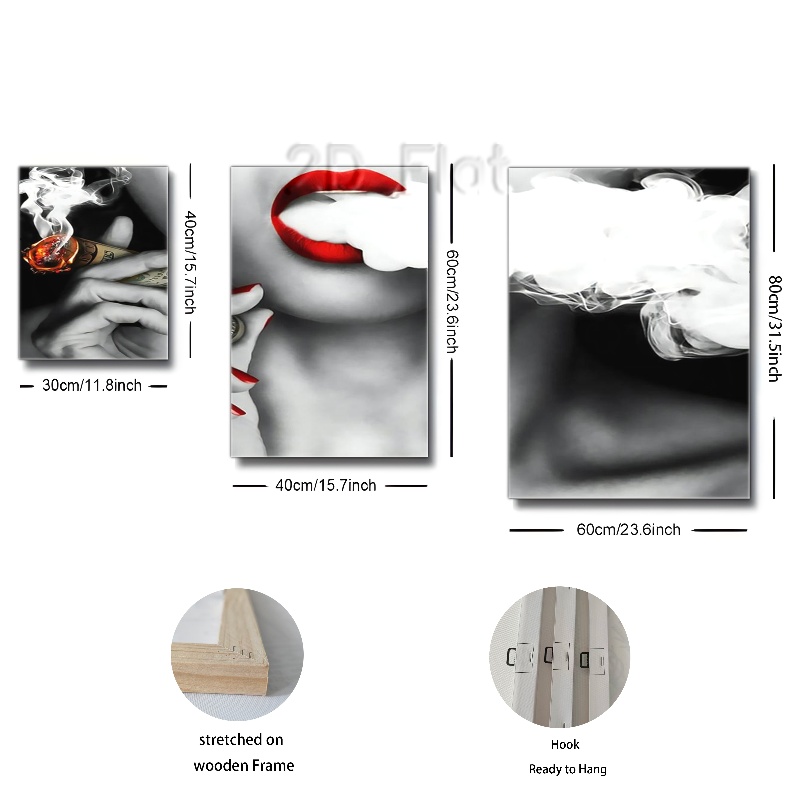 2D Flat
40cm/15.7inch
30cm/11.8inch
60cm/23.6inch
40cm/15.7inch
80cm/31.5inch
60cm/23.6inch
stretched on
wooden Frame
Hook
Ready to Hang